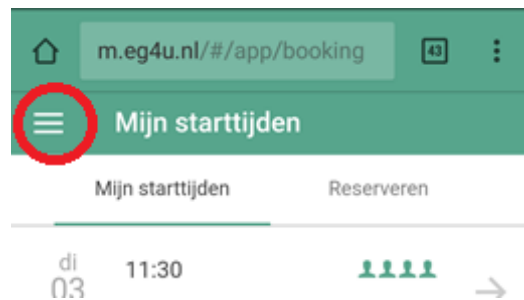 m.eg4u.nl/#/app/booking 43
Mijn starttijden
Mijn starttijden Reserveren
di 11:30
03